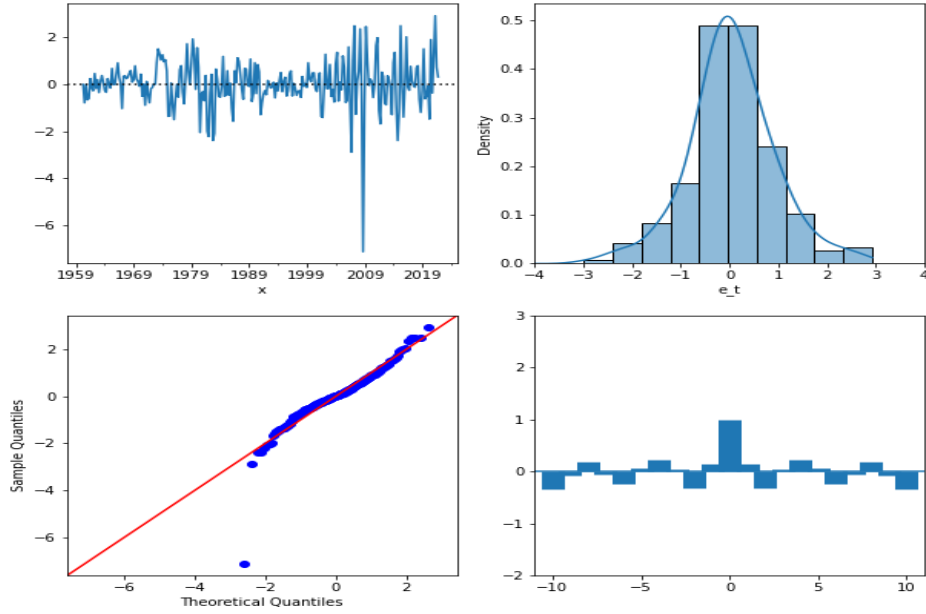 2
0
−2
−4
−6
1959 1969 1979 1989 1999 2009 2019
x
0.5
0.4
0.3
0.2
0.1
0.0
Density
−4 −3 −2 −1 0 1 2 3 4
e_t
2
0
−2
−4
−6
Sample Quantiles
−6 −4 −2 0 2
Theoretical Quantiles
3
2
1
0
−1
−2
−10 −5 0 5 10